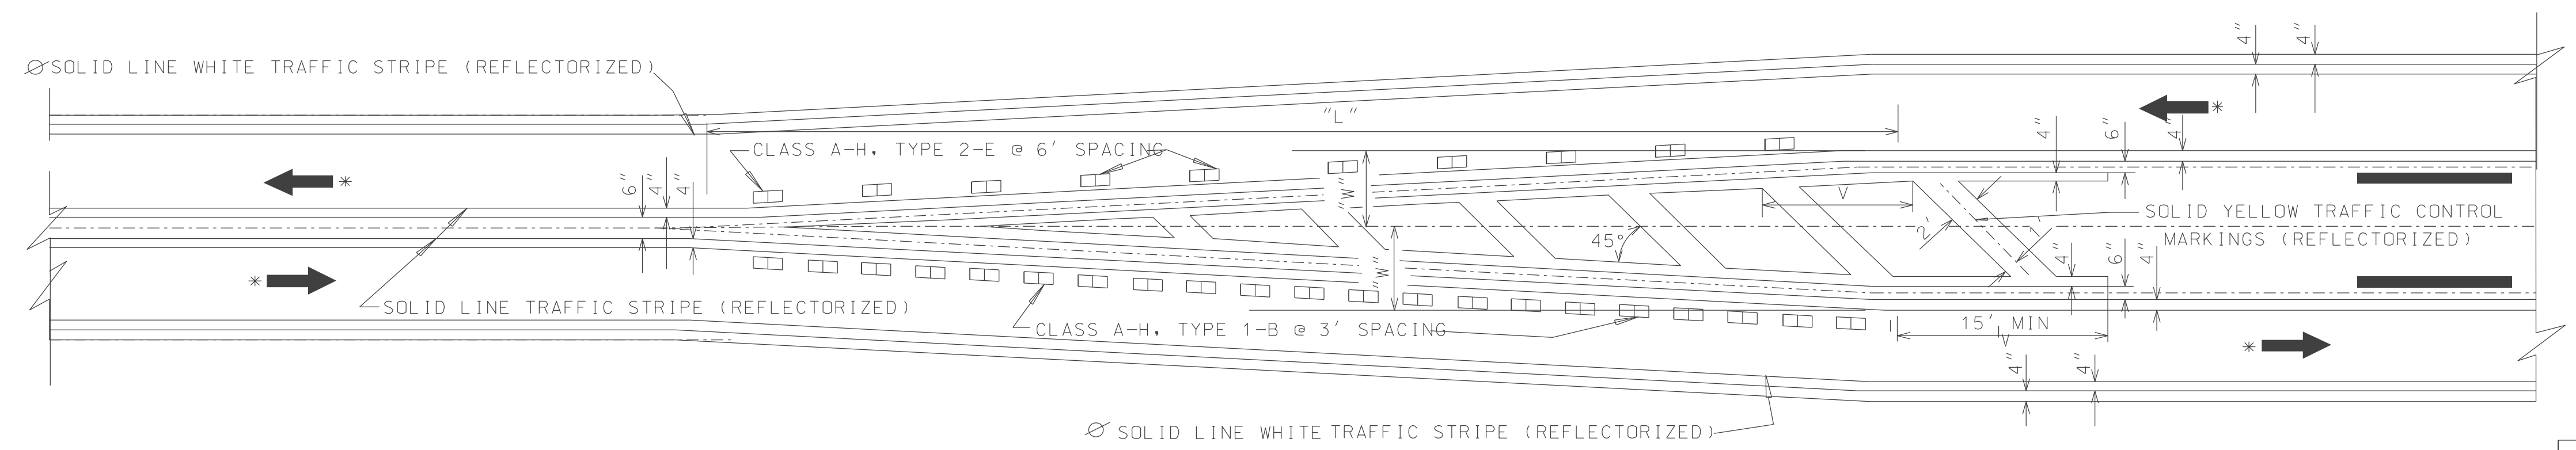 4" 4"
Ø SOLID LINE WHITE TRAFFIC STRIPE (REFLECTORIZED)
"L"
*
4" 6" 4"
CLASS A-H, TYPE 2-E @ 6' SPACING
*
6" 4" 4"
"W"
V
2' 2'
SOLID YELLOW TRAFFIC CONTROL
MARKINGS (REFLECTORIZED)
45°
"W"
4" 6" 4"
*
SOLID LINE TRAFFIC STRIPE (REFLECTORIZED)
CLASS A-H, TYPE 1-B @ 3' SPACING
15' MIN
V
*
4" 4"
Ø SOLID LINE WHITE TRAFFIC STRIPE (REFLECTORIZED)